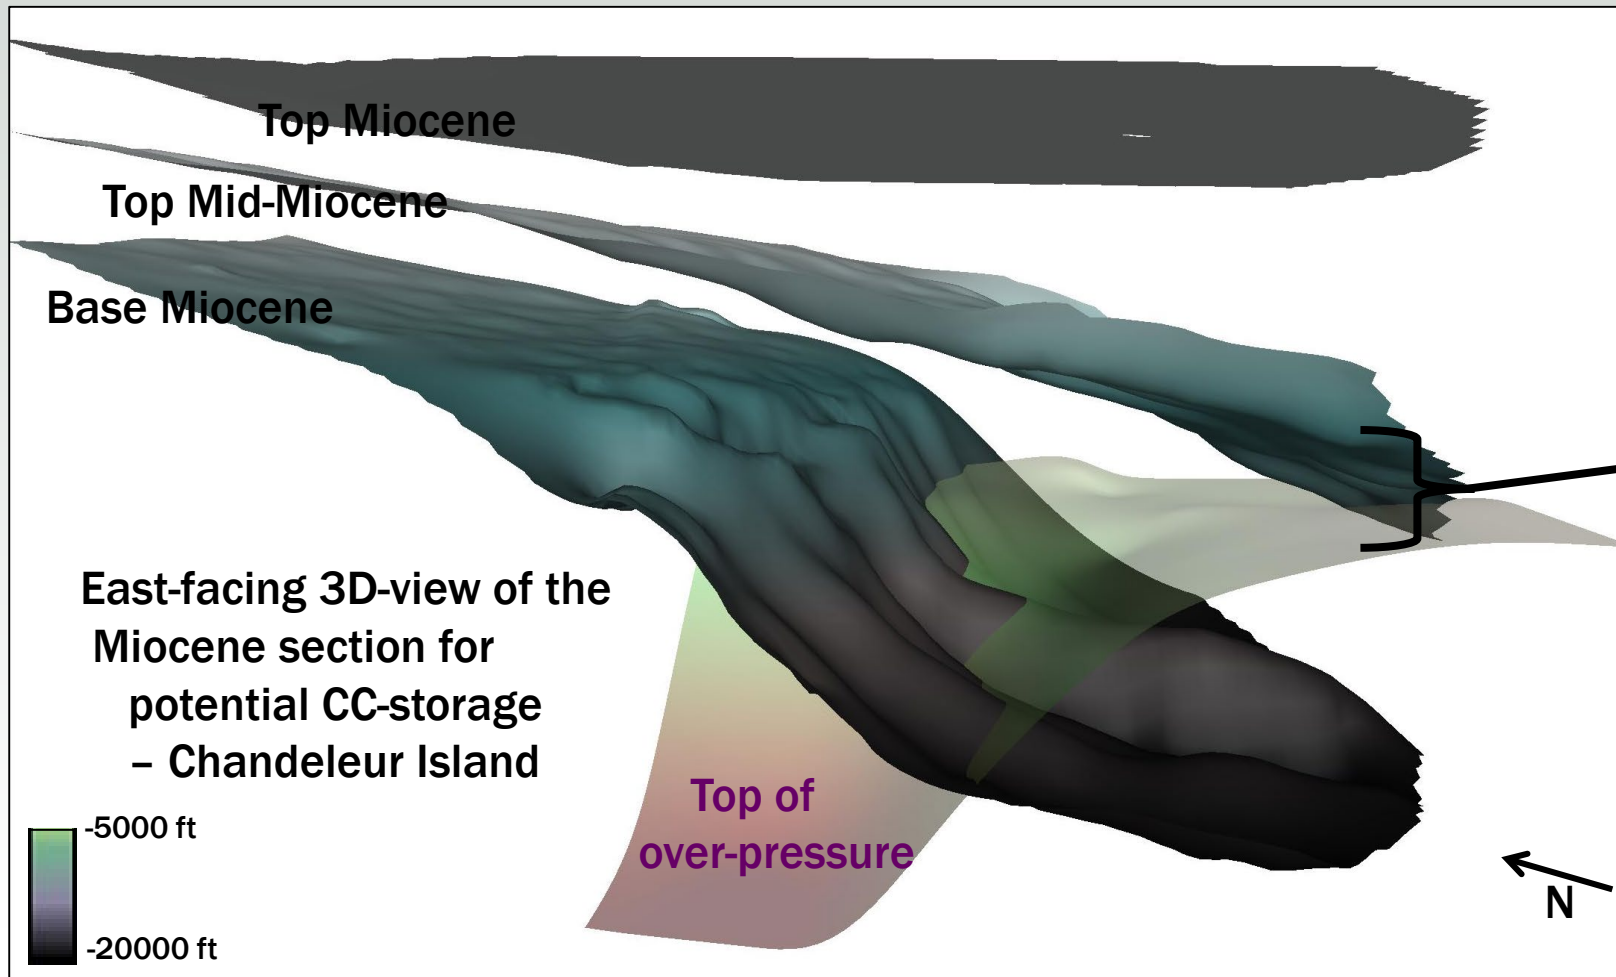 Top Miocene
Top Mid-Miocene
Base Miocene
East-facing 3D-view of the
Miocene section for
potential CC-storage
– Chandeleur Island
Top of
over-pressure
-5000 ft
-20000 ft
N